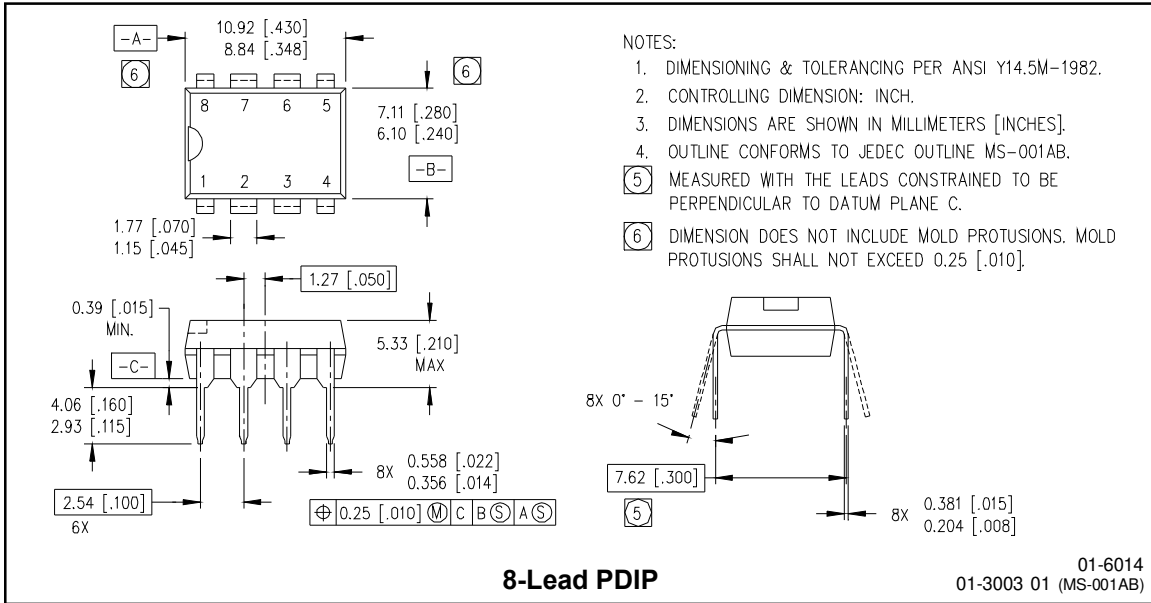 10.92 [.430]
8.84 [.348]
-A-
6
6
8 7 6 5
1 2 3 4
7.11 [.280]
6.10 [.240]
-B-
1.77 [.070]
1.15 [.045]
1.27 [.050]
0.39 [.015]
MIN.
-C-
5.33 [.210]
MAX
4.06 [.160]
2.93 [.115]
2.54 [.100]
6X
8X 0.558 [.022]
0.356 [.014]
⌖ 0.25 [.010] Ⓜ C B Ⓢ A Ⓢ
NOTES:
1. DIMENSIONING & TOLERANCING PER ANSI Y14.5M-1982.
2. CONTROLLING DIMENSION: INCH.
3. DIMENSIONS ARE SHOWN IN MILLIMETERS [INCHES].
4. OUTLINE CONFORMS TO JEDEC OUTLINE MS-001AB.
5 MEASURED WITH THE LEADS CONSTRAINED TO BE
PERPENDICULAR TO DATUM PLANE C.
6 DIMENSION DOES NOT INCLUDE MOLD PROTUSIONS. MOLD
PROTUSIONS SHALL NOT EXCEED 0.25 [.010].
8X 0° - 15°
7.62 [.300]
5
8X 0.381 [.015]
0.204 [.008]
8-Lead PDIP
01-6014
01-3003 01 (MS-001AB)